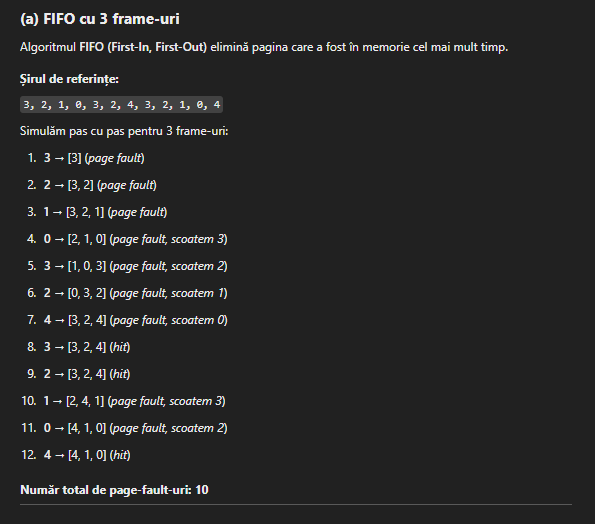 (a) FIFO cu 3 frame-uri
Algoritmul FIFO (First-In, First-Out) elimină pagina care a fost în memorie cel mai mult timp.
Șirul de referințe:
3, 2, 1, 0, 3, 2, 4, 3, 2, 1, 0, 4
Simulăm pas cu pas pentru 3 frame-uri:
1. 3 → [3] (page fault)
2. 2 → [3, 2] (page fault)
3. 1 → [3, 2, 1] (page fault)
4. 0 → [2, 1, 0] (page fault, scoatem 3)
5. 3 → [1, 0, 3] (page fault, scoatem 2)
6. 2 → [0, 3, 2] (page fault, scoatem 1)
7. 4 → [3, 2, 4] (page fault, scoatem 0)
8. 3 → [3, 2, 4] (hit)
9. 2 → [3, 2, 4] (hit)
10. 1 → [2, 4, 1] (page fault, scoatem 3)
11. 0 → [4, 1, 0] (page fault, scoatem 2)
12. 4 → [4, 1, 0] (hit)
Număr total de page-fault-uri: 10